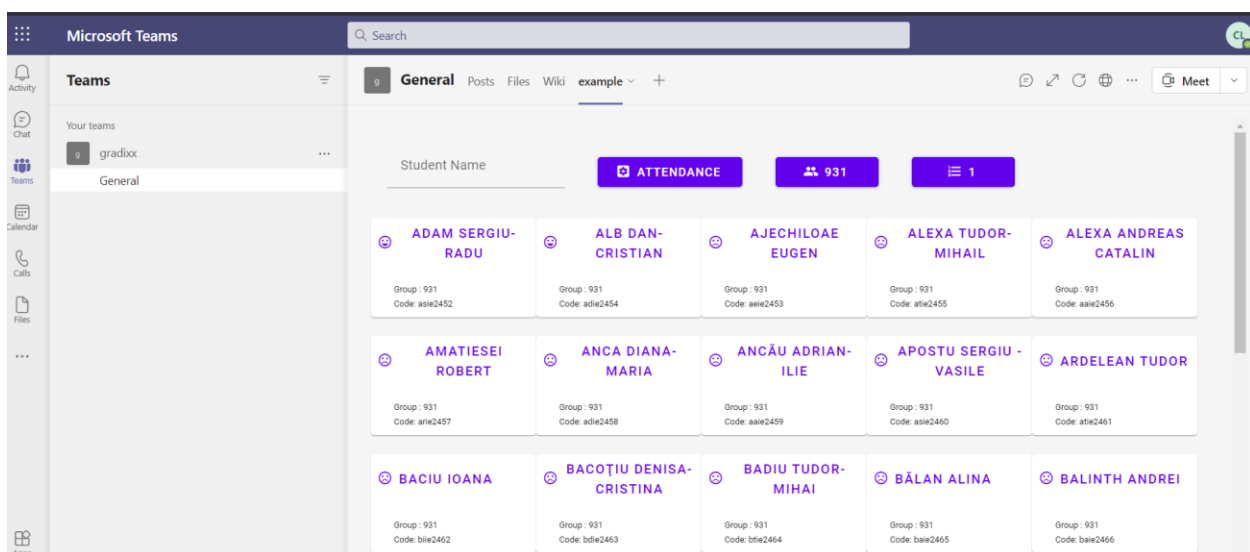 Microsoft Teams
Search
CL
Activity
Chat
Teams
Calendar
Calls
Files
Teams
Your teams
g gradixx
General
g General Posts Files Wiki example
Meet
Student Name
ATTENDANCE
931
1
ADAM SERGIU-
RADU
Group : 931
Code: asie2452
ALB DAN-
CRISTIAN
Group : 931
Code: adie2454
AJECHILOAE
EUGEN
Group : 931
Code: aeie2453
ALEXA TUDOR-
MIHAIL
Group : 931
Code: atie2455
ALEXA ANDREAS
CATALIN
Group : 931
Code: aaie2456
AMATIESEI
ROBERT
Group : 931
Code: arie2457
ANCA DIANA-
MARIA
Group : 931
Code: adie2458
ANCĂU ADRIAN-
ILIE
Group : 931
Code: aaie2459
APOSTU SERGIU -
VASILE
Group : 931
Code: asie2460
ARDELEAN TUDOR
Group : 931
Code: atie2461
BACIU IOANA
Group : 931
Code: biie2462
BACOȚIU DENISA-
CRISTINA
Group : 931
Code: bdie2463
BADIU TUDOR-
MIHAI
Group : 931
Code: btie2464
BĂLAN ALINA
Group : 931
Code: baie2465
BALINTH ANDREI
Group : 931
Code: baie2466